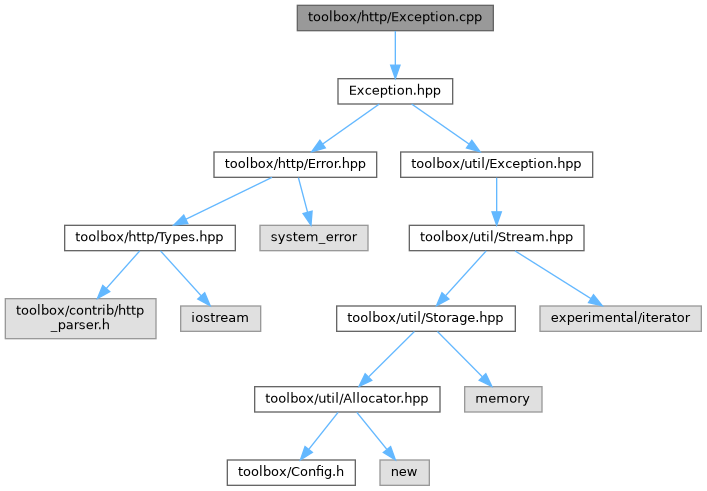 toolbox/http/Exception.cpp
Exception.hpp
toolbox/http/Error.hpp
toolbox/util/Exception.hpp
toolbox/http/Types.hpp
system_error
toolbox/util/Stream.hpp
toolbox/contrib/http
_parser.h
iostream
toolbox/util/Storage.hpp
experimental/iterator
toolbox/util/Allocator.hpp
memory
toolbox/Config.h
new